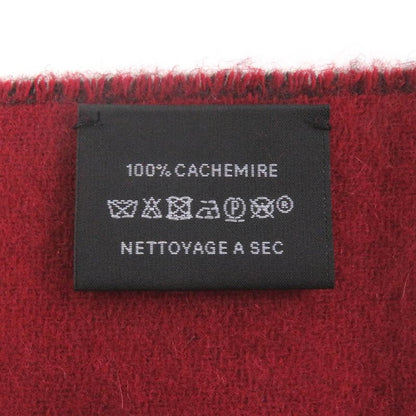 100% CACHEMIRE
P ®
NETTOYAGE A SEC